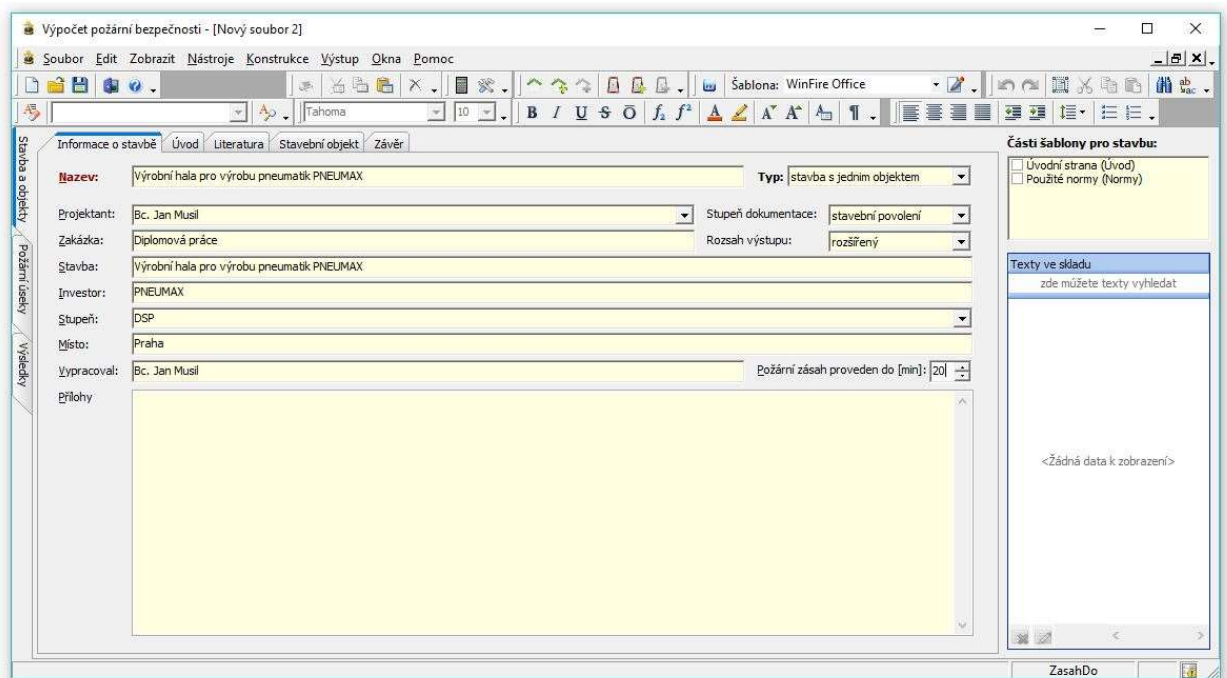 Výpočet požární bezpečnosti - [Nový soubor 2]
Soubor Edit Zobrazit Nástroje Konstrukce Výstup Okna Pomoc
Šablona: WinFire Office
Tahoma 10 B I U S O f₂ f² A A A A ¶
Stavba a objekty
Požární úseky
Výsledky
Informace o stavbě Úvod Literatura Stavební objekt Závěr
Nazev: Výrobní hala pro výrobu pneumatik PNEUMAX Typ: stavba s jedním objektem
Projektant: Bc. Jan Musil Stupeň dokumentace: stavební povolení
Zakázka: Diplomová práce Rozsah výstupu: rozšířený
Stavba: Výrobní hala pro výrobu pneumatik PNEUMAX
Investor: PNEUMAX
Stupeň: DSP
Místo: Praha
Vypracoval: Bc. Jan Musil Požární zásah proveden do [min]: 20
Přílohy
Části šablony pro stavbu:
Úvodní strana (Úvod)
Použité normy (Normy)
Texty ve skladu
zde můžete texty vyhledat
<Žádná data k zobrazení>
ZasahDo